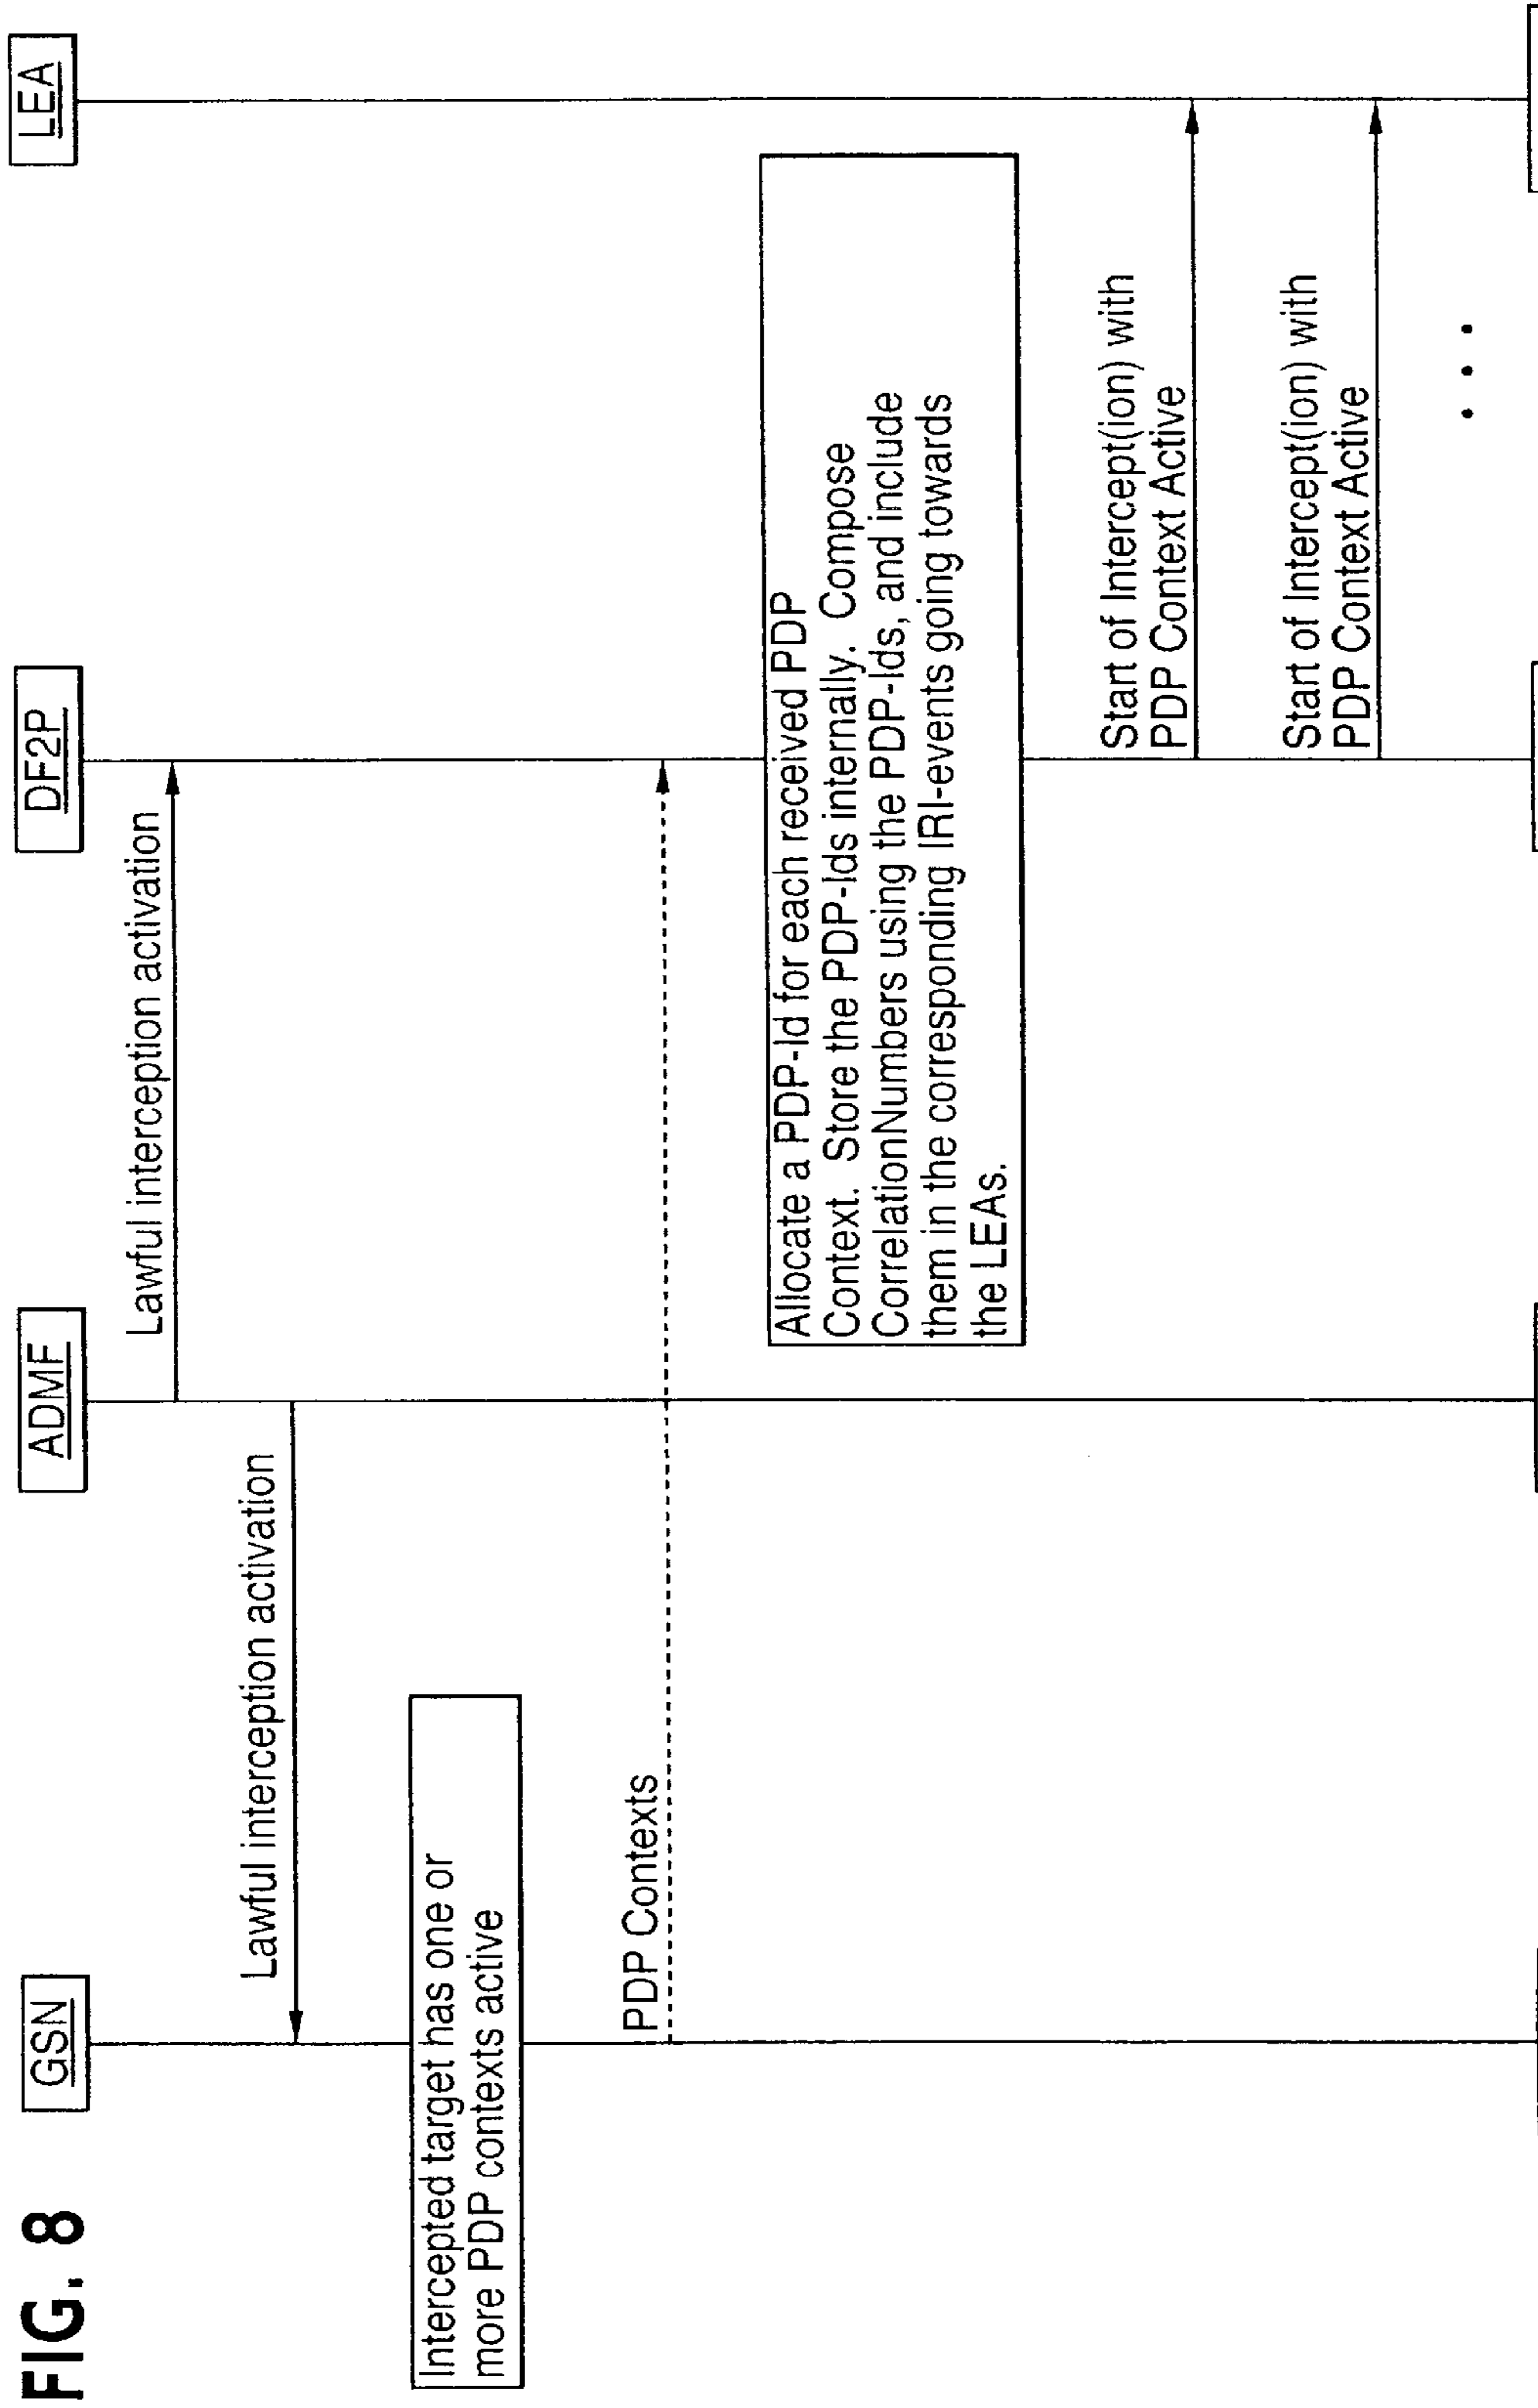 FIG. 8
GSN
ADMF
DF2P
LEA
Lawful interception activation
Lawful interception activation
Intercepted target has one or
more PDP contexts active
PDP Contexts
Allocate a PDP-Id for each received PDP
Context. Store the PDP-Ids internally. Compose
CorrelationNumbers using the PDP-Ids, and include
them in the corresponding IRI-events going towards
the LEAs.
Start of Intercept(ion) with
PDP Context Active
Start of Intercept(ion) with
PDP Context Active
• • •